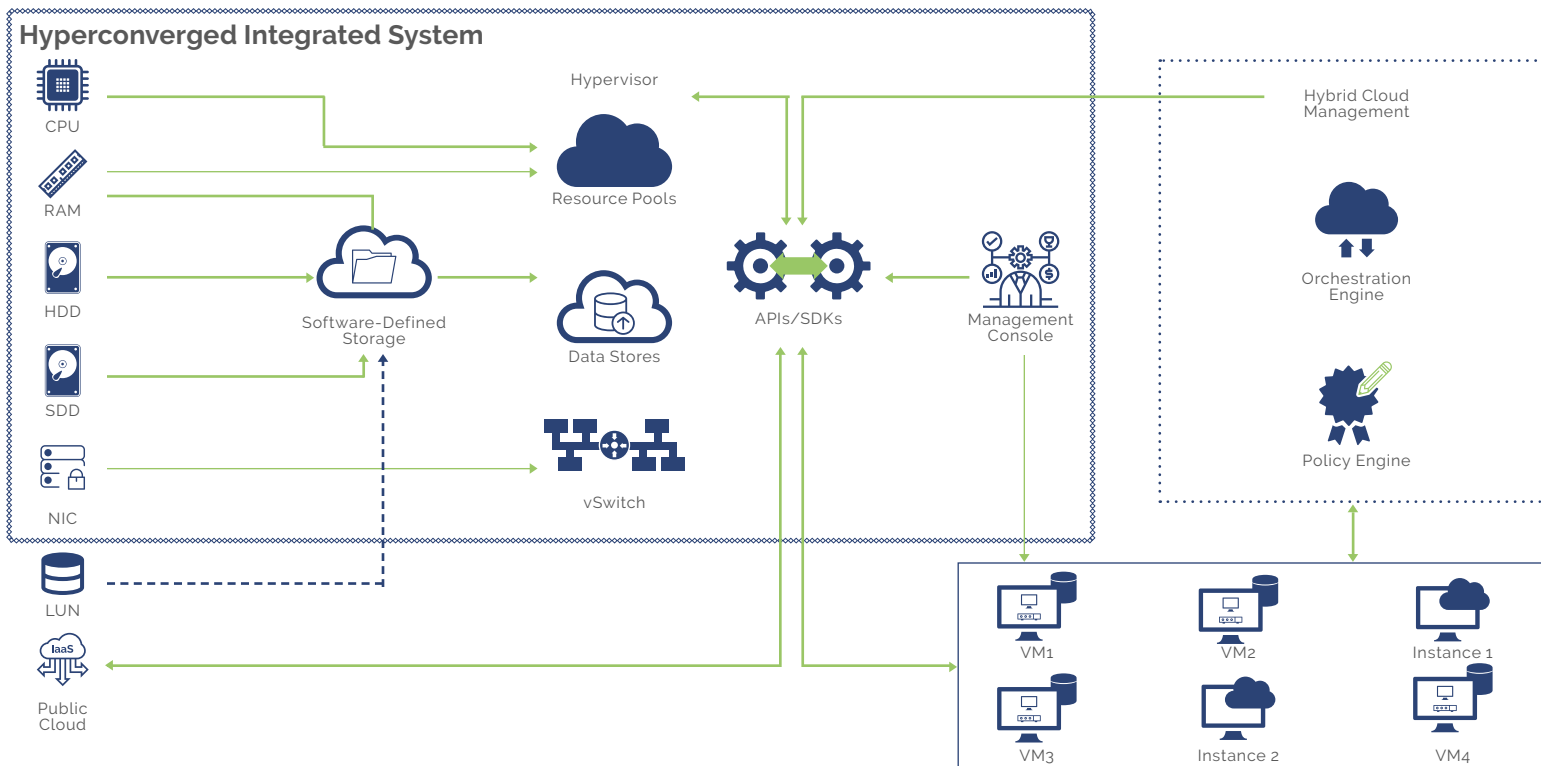 Hyperconverged Integrated System
CPU
RAM
HDD
SDD
NIC
LUN
IaaS
Public
Cloud
Software-Defined
Storage
Hypervisor
Resource Pools
Data Stores
vSwitch
APIs/SDKs
Management
Console
Hybrid Cloud
Management
Orchestration
Engine
Policy Engine
VM1
VM2
Instance 1
VM3
Instance 2
VM4